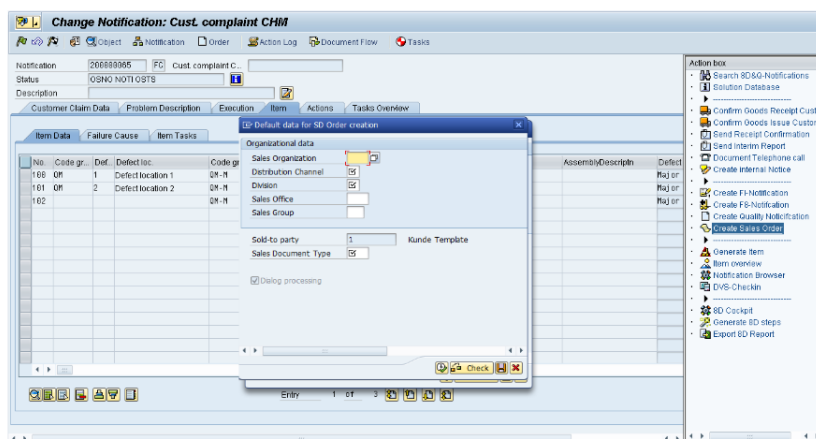 Change Notification: Cust. complaint CHM
Object Notification Order Action Log Document Flow Tasks
Notification 200000065 FC Cust. complaint C...
Status OSNO NOTI OSTS
Description
Customer Claim Data Problem Description Execution Item Actions Tasks Overview
Item Data Failure Cause Item Tasks
No. Code gr... Def. Defect loc. Code gr AssemblyDescriptn Defect
100 QM 1 Defect location 1 QM-M Major
101 QM 2 Defect location 2 QM-M Major
102 QM-M Major
Default data for SD Order creation
Organizational data
Sales Organization
Distribution Channel
Division
Sales Office
Sales Group
Sold-to party 1 Kunde Template
Sales Document Type
Dialog processing
Check
Entry 1 of 3
Action box
Search 8D&Q-Notifications
Solution Database
Confirm Goods Receipt Cust
Confirm Goods Issue Custor
Send Receipt Confirmation
Send Interim Report
Document Telephone call
Create Internal Notice
Create FI-Notification
Create F8-Notification
Create Quality Noticifcation
Create Sales Order
Generate Item
Item overview
Notification Browser
DVS-Checkin
8D Cockpit
Generate 8D steps
Export 8D Report